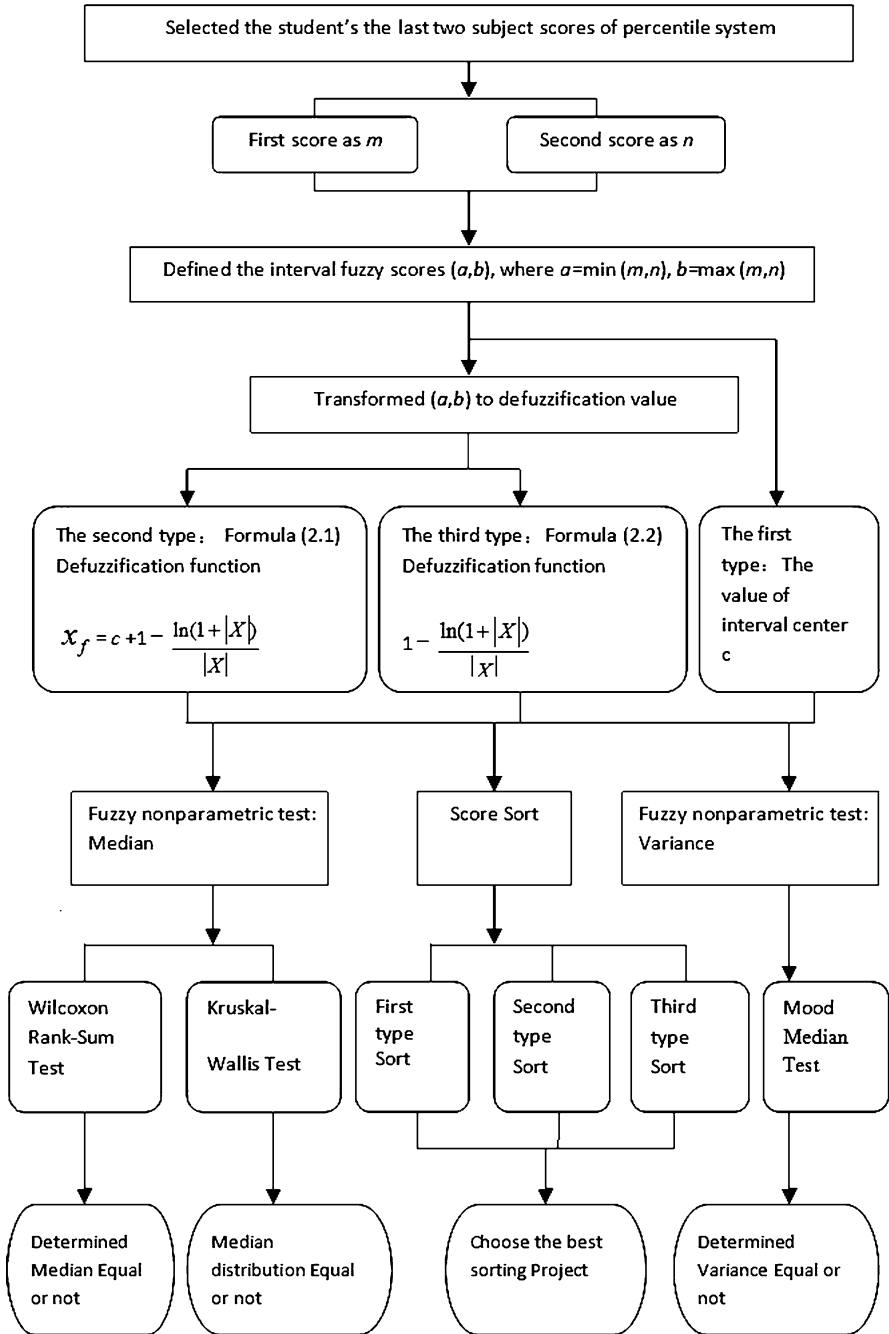 Selected the student's the last two subject scores of percentile system
First score as m
Second score as n
Defined the interval fuzzy scores (a,b), where a=min (m,n), b=max (m,n)
Transformed (a,b) to defuzzification value
The second type： Formula (2.1)
Defuzzification function
x_f = c +1− ln(1+|X|) / |X|
The third type： Formula (2.2)
Defuzzification function
1− ln(1+|X|) / |X|
The first
type： The
value of
interval center
c
Fuzzy nonparametric test:
Median
Score Sort
Fuzzy nonparametric test:
Variance
Wilcoxon
Rank-Sum
Test
Kruskal-
Wallis Test
First
type
Sort
Second
type
Sort
Third
type
Sort
Mood
Median
Test
Determined
Median Equal
or not
Median
distribution Equal
or not
Choose the best
sorting Project
Determined
Variance Equal or
not